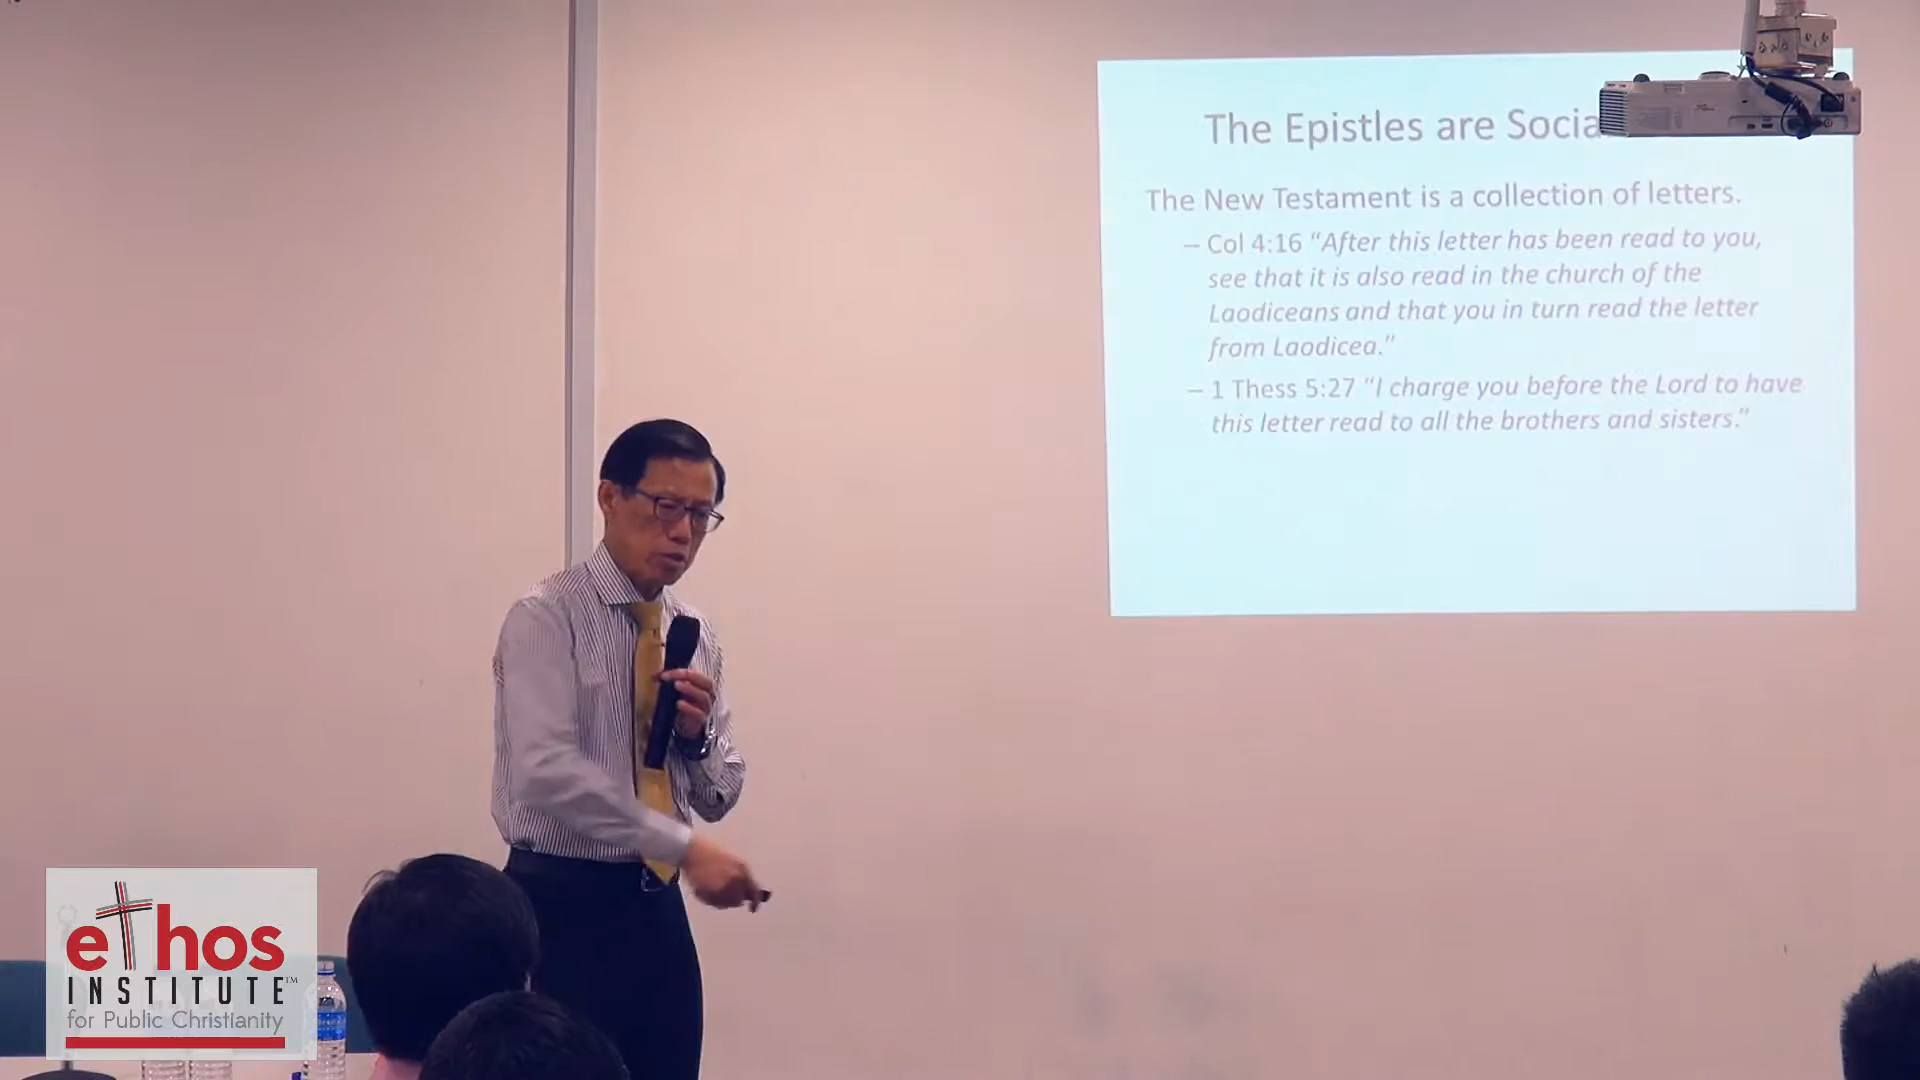 The Epistles are Socia
The New Testament is a collection of letters.
– Col 4:16 “After this letter has been read to you,
see that it is also read in the church of the
Laodiceans and that you in turn read the letter
from Laodicea.”
– 1 Thess 5:27 “I charge you before the Lord to have
this letter read to all the brothers and sisters.”
ethos
INSTITUTE™
for Public Christianity